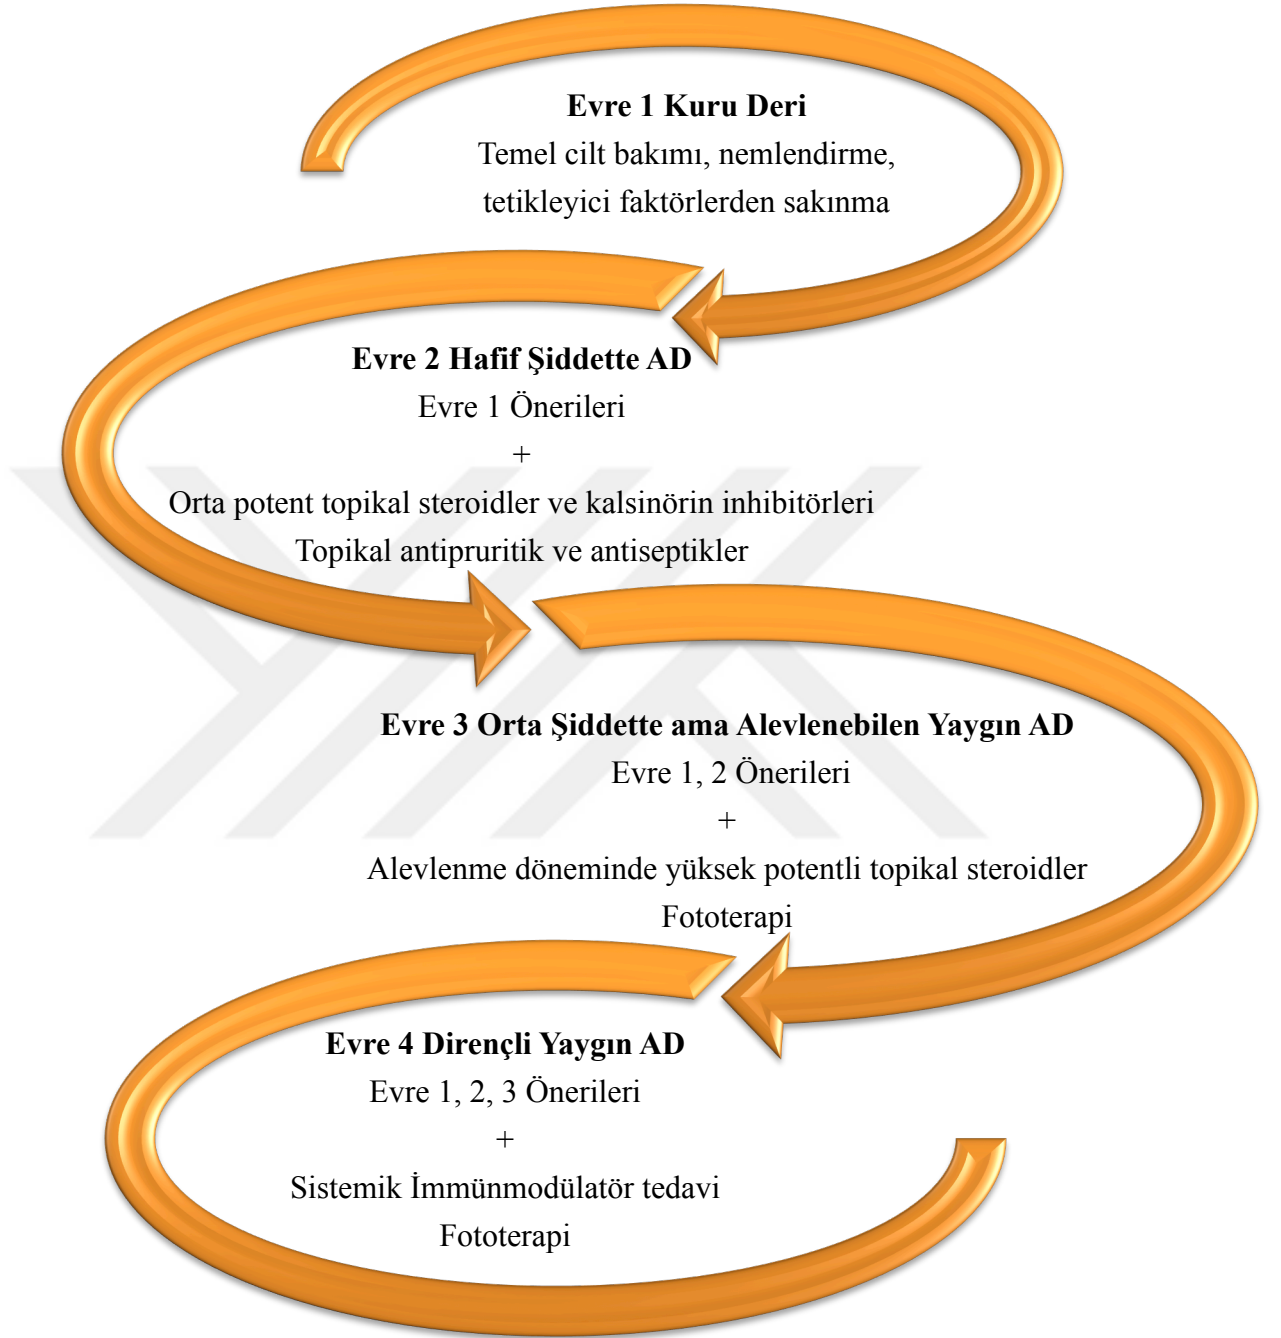 Evre 1 Kuru Deri
Temel cilt bakımı, nemlendirme,
tetikleyici faktörlerden sakınma
Evre 2 Hafif Şiddette AD
Evre 1 Önerileri
+
Orta potent topikal steroidler ve kalsinörin inhibitörleri
Topikal antipruritik ve antiseptikler
Evre 3 Orta Şiddette ama Alevlenebilen Yaygın AD
Evre 1, 2 Önerileri
+
Alevlenme döneminde yüksek potentli topikal steroidler
Fototerapi
Evre 4 Dirençli Yaygın AD
Evre 1, 2, 3 Önerileri
+
Sistemik İmmünmodülatör tedavi
Fototerapi